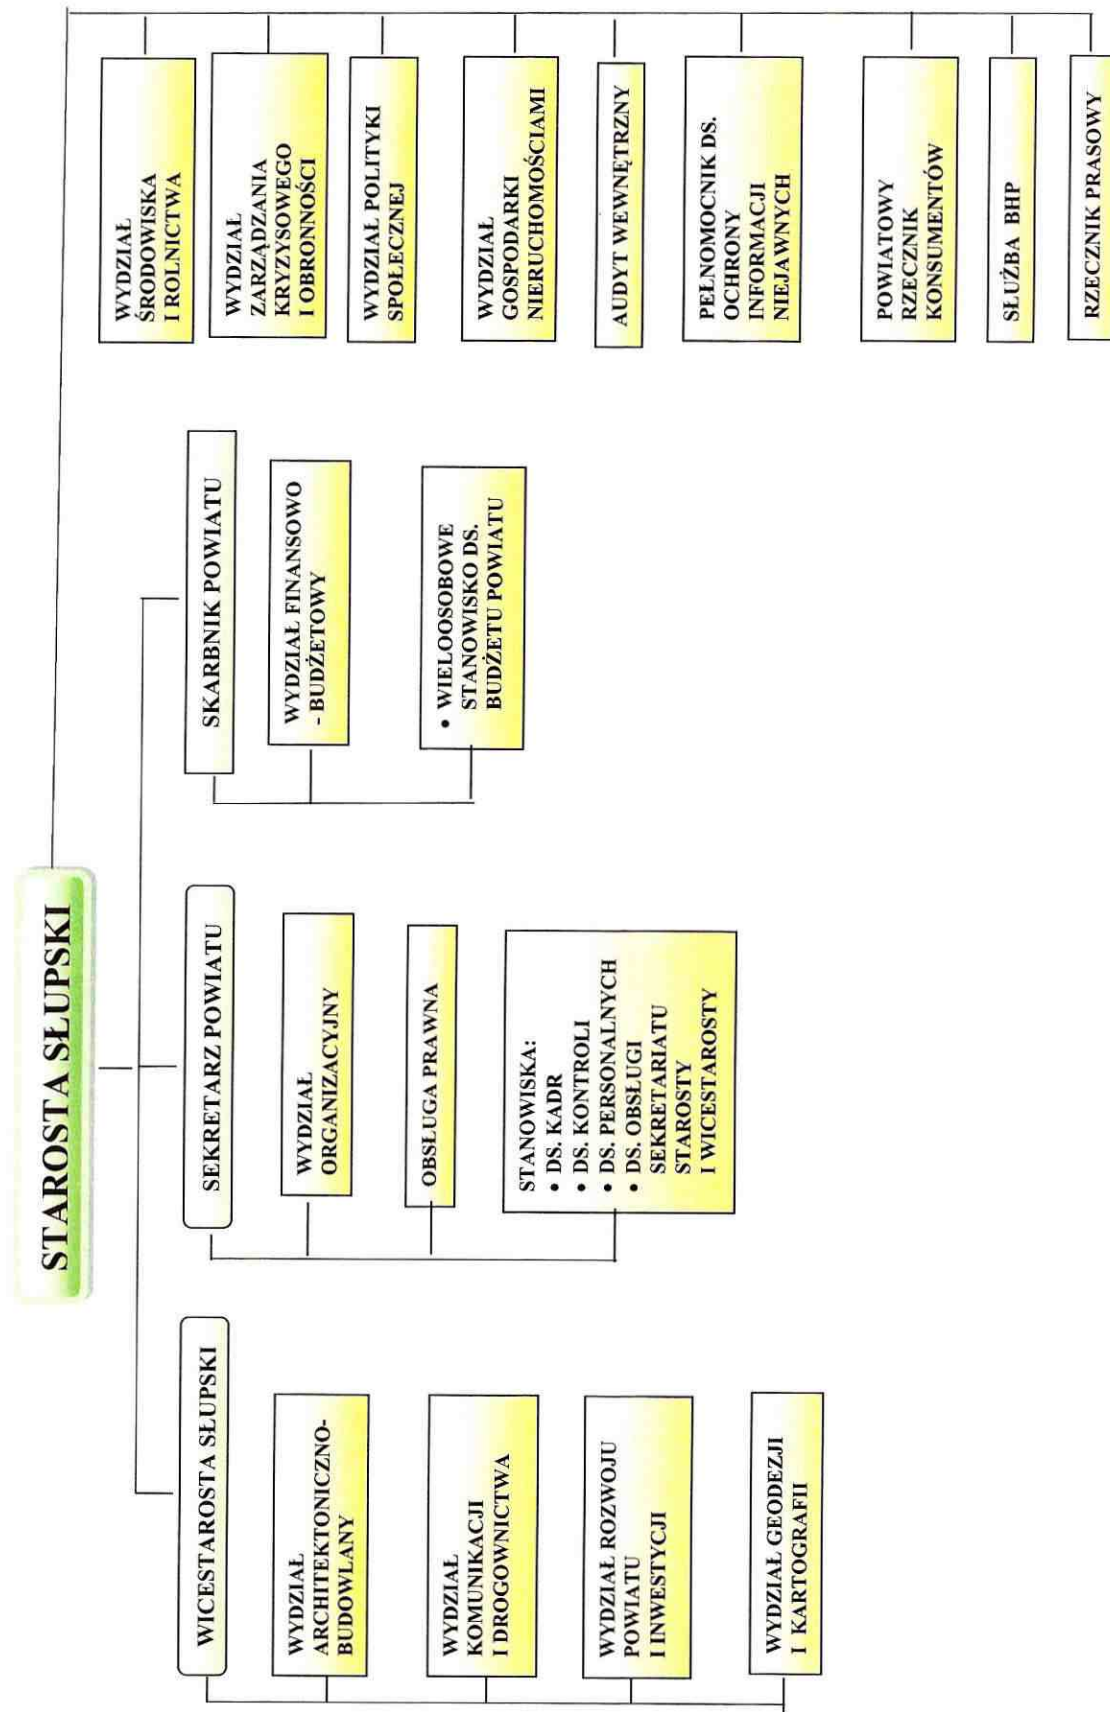 STAROSTA SŁUPSKI
WICESTAROSTA SŁUPSKI
WYDZIAŁ
ARCHITEKTONICZNO-
BUDOWLANY
WYDZIAŁ
KOMUNIKACJI
I DROGOWNICTWA
WYDZIAŁ ROZWOJU
POWIATU
I INWESTYCJI
WYDZIAŁ GEODEZJI
I KARTOGRAFII
SEKRETARZ POWIATU
WYDZIAŁ
ORGANIZACYJNY
OBSŁUGA PRAWNA
STANOWISKA:
• DS. KADR
• DS. KONTROLI
• DS. PERSONALNYCH
• DS. OBSŁUGI
SEKRETARIATU
STAROSTY
I WICESTAROSTY
SKARBNIK POWIATU
WYDZIAŁ FINANSOWO
- BUDŻETOWY
• WIELOOSOBOWE
STANOWISKO DS.
BUDŻETU POWIATU
WYDZIAŁ
ŚRODOWISKA
I ROLNICTWA
WYDZIAŁ
ZARZĄDZANIA
KRYZYSOWEGO
I OBRONNOŚCI
WYDZIAŁ POLITYKI
SPOŁECZNEJ
WYDZIAŁ
GOSPODARKI
NIERUCHOMOŚCIAMI
AUDYT WEWNĘTRZNY
PEŁNOMOCNIK DS.
OCHRONY
INFORMACJI
NIEJAWNYCH
POWIATOWY
RZECZNIK
KONSUMENTÓW
SŁUŻBA BHP
RZECZNIK PRASOWY